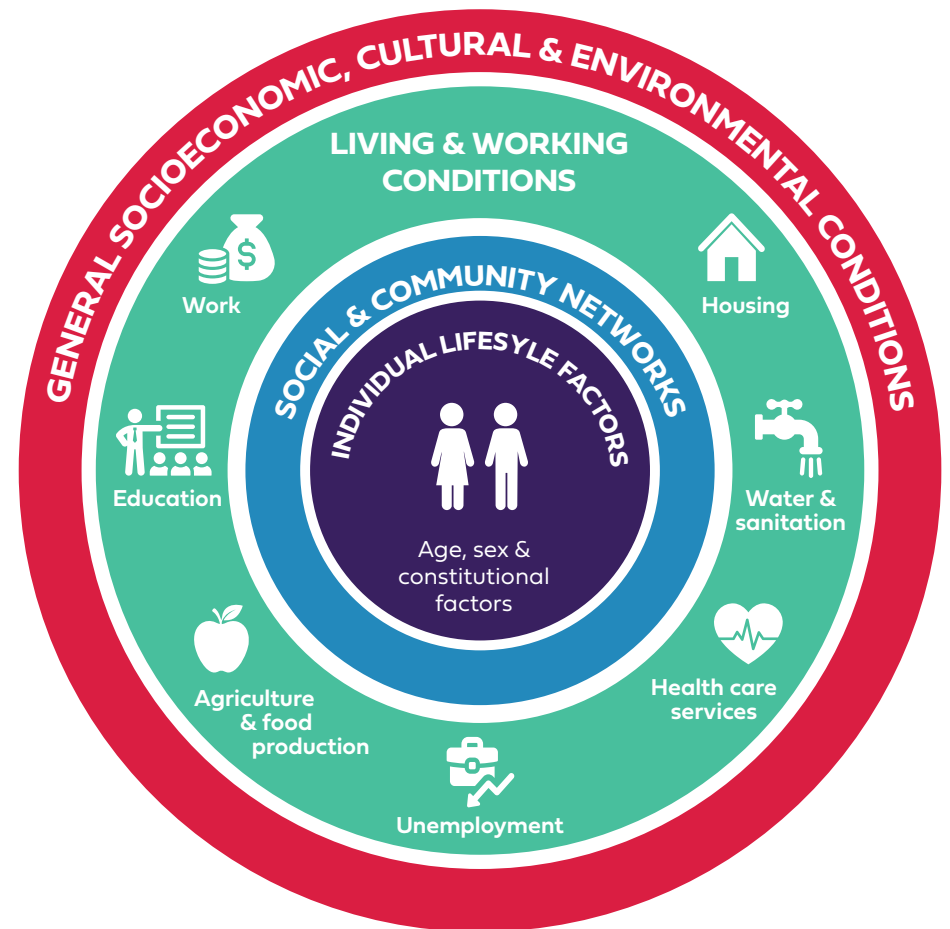 GENERAL SOCIOECONOMIC, CULTURAL & ENVIRONMENTAL CONDITIONS
LIVING & WORKING
CONDITIONS
$
Work
Housing
SOCIAL & COMMUNITY NETWORKS
INDIVIDUAL LIFESYLE FACTORS
Education
Water &
sanitation
Age, sex &
constitutional
factors
Agriculture
& food
production
Health care
services
Unemployment